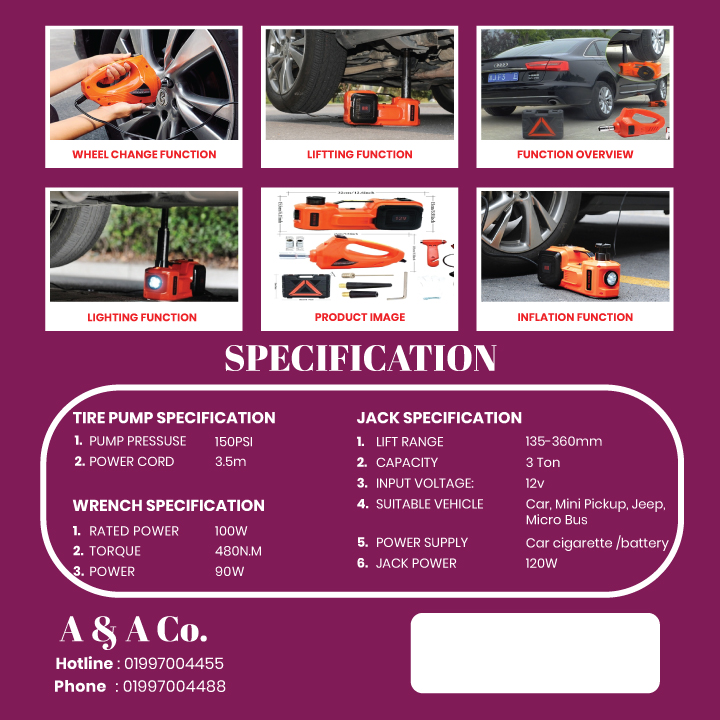 WHEEL CHANGE FUNCTION
LIFTTING FUNCTION
FUNCTION OVERVIEW
LIGHTING FUNCTION
PRODUCT IMAGE
INFLATION FUNCTION
SPECIFICATION
TIRE PUMP SPECIFICATION
1. PUMP PRESSUSE 150PSI
2. POWER CORD 3.5m
WRENCH SPECIFICATION
1. RATED POWER 100W
2. TORQUE 480N.M
3. POWER 90W
JACK SPECIFICATION
1. LIFT RANGE 135-360mm
2. CAPACITY 3 Ton
3. INPUT VOLTAGE: 12v
4. SUITABLE VEHICLE Car, Mini Pickup, Jeep,
Micro Bus
5. POWER SUPPLY Car cigarette /battery
6. JACK POWER 120W
A & A Co.
Hotline : 01997004455
Phone : 01997004488